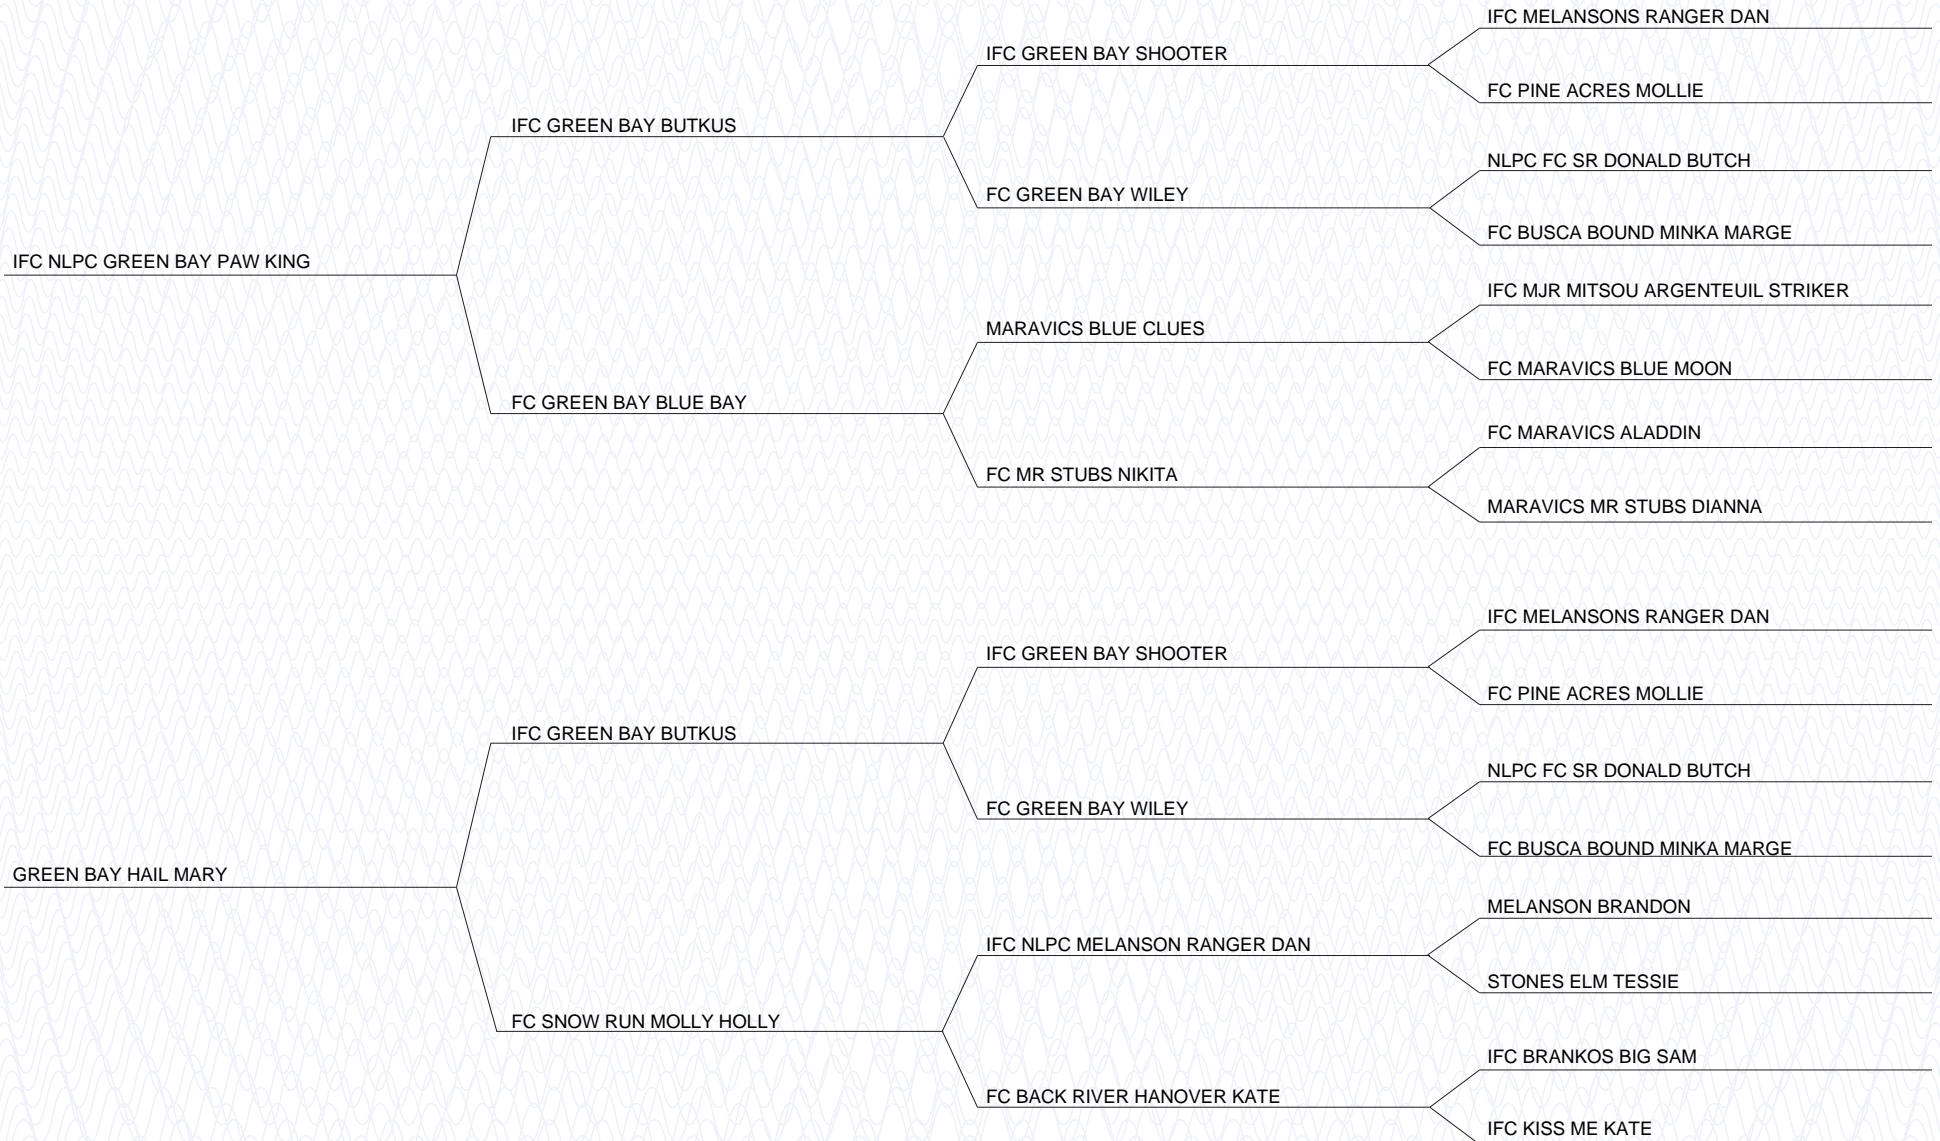 IFC MELANSONS RANGER DAN
IFC GREEN BAY SHOOTER
FC PINE ACRES MOLLIE
IFC GREEN BAY BUTKUS
NLPC FC SR DONALD BUTCH
FC GREEN BAY WILEY
FC BUSCA BOUND MINKA MARGE
IFC NLPC GREEN BAY PAW KING
IFC MJR MITSOU ARGENTEUIL STRIKER
MARAVICS BLUE CLUES
FC MARAVICS BLUE MOON
FC GREEN BAY BLUE BAY
FC MARAVICS ALADDIN
FC MR STUBS NIKITA
MARAVICS MR STUBS DIANNA
IFC MELANSONS RANGER DAN
IFC GREEN BAY SHOOTER
FC PINE ACRES MOLLIE
IFC GREEN BAY BUTKUS
NLPC FC SR DONALD BUTCH
FC GREEN BAY WILEY
FC BUSCA BOUND MINKA MARGE
GREEN BAY HAIL MARY
MELANSON BRANDON
IFC NLPC MELANSON RANGER DAN
STONES ELM TESSIE
FC SNOW RUN MOLLY HOLLY
IFC BRANKOS BIG SAM
FC BACK RIVER HANOVER KATE
IFC KISS ME KATE